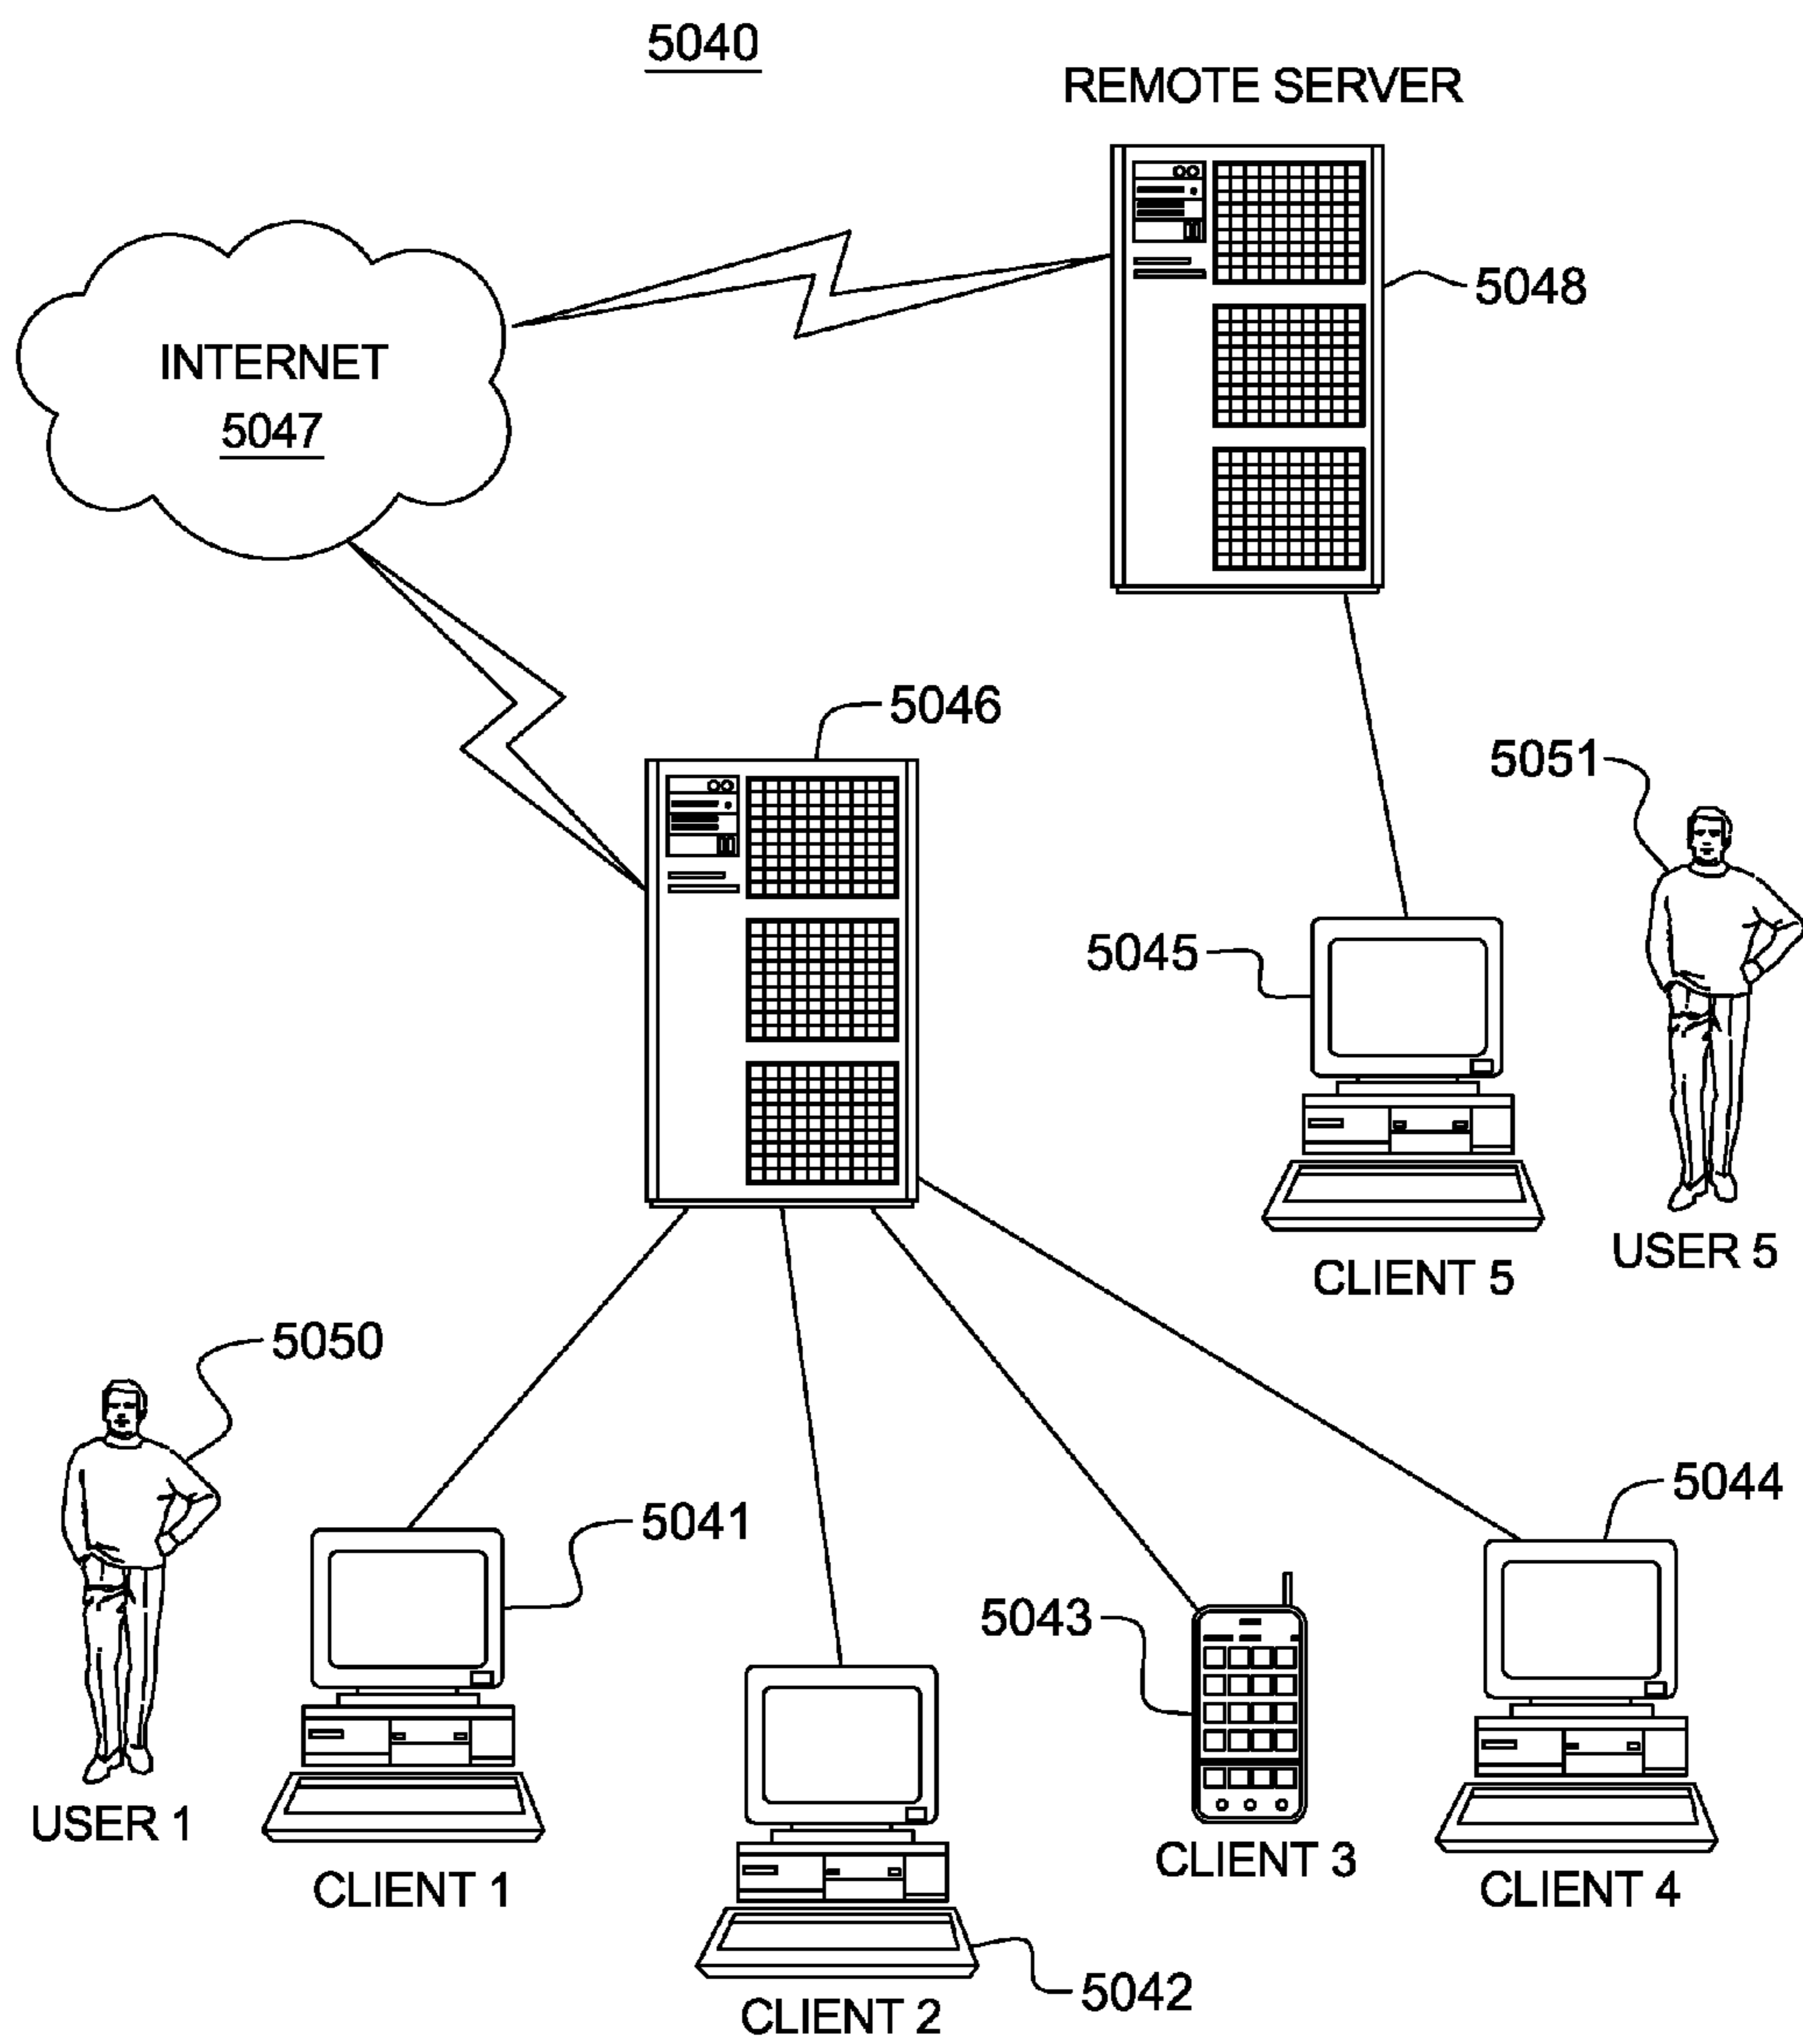 5040
REMOTE SERVER
5048
INTERNET
5047
5046
5051
5045
USER 5
CLIENT 5
5050
5044
5041
5043
USER 1
CLIENT 3
CLIENT 1
CLIENT 4
5042
CLIENT 2